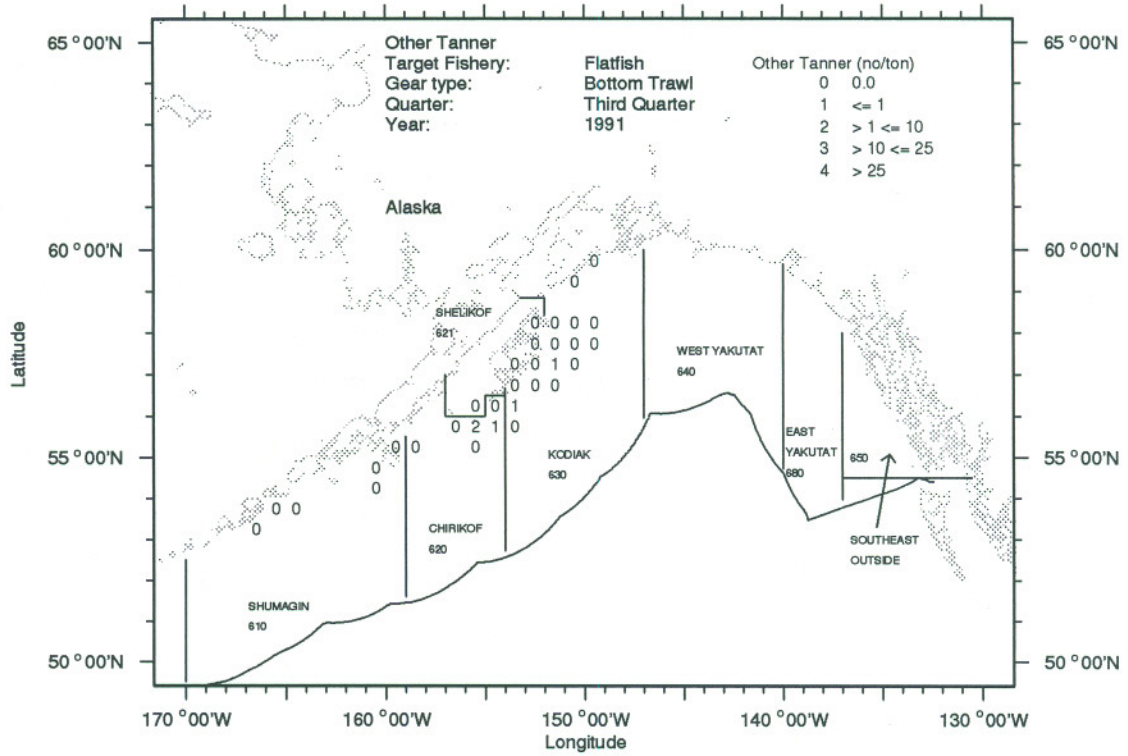 Other Tanner
Target Fishery: Flatfish
Gear type: Bottom Trawl
Quarter: Third Quarter
Year: 1991
Other Tanner (no/ton)
0 0.0
1 <= 1
2 > 1 <= 10
3 > 10 <= 25
4 > 25
65°00'N
65°00'N
Alaska
60°00'N
60°00'N
0
0
SHELIKOF
621
0 0 0 0
0 0 0 0
0 0 1 0
0 0 0
WEST YAKUTAT
640
Latitude
0 0 1
0 2 1 0
0 0 0
EAST
YAKUTAT
680
650
KODIAK
630
55°00'N
55°00'N
0
0
0 0
0
CHIRIKOF
620
SOUTHEAST
OUTSIDE
SHUMAGIN
610
50°00'N
50°00'N
170°00'W 160°00'W 150°00'W 140°00'W 130°00'W
Longitude